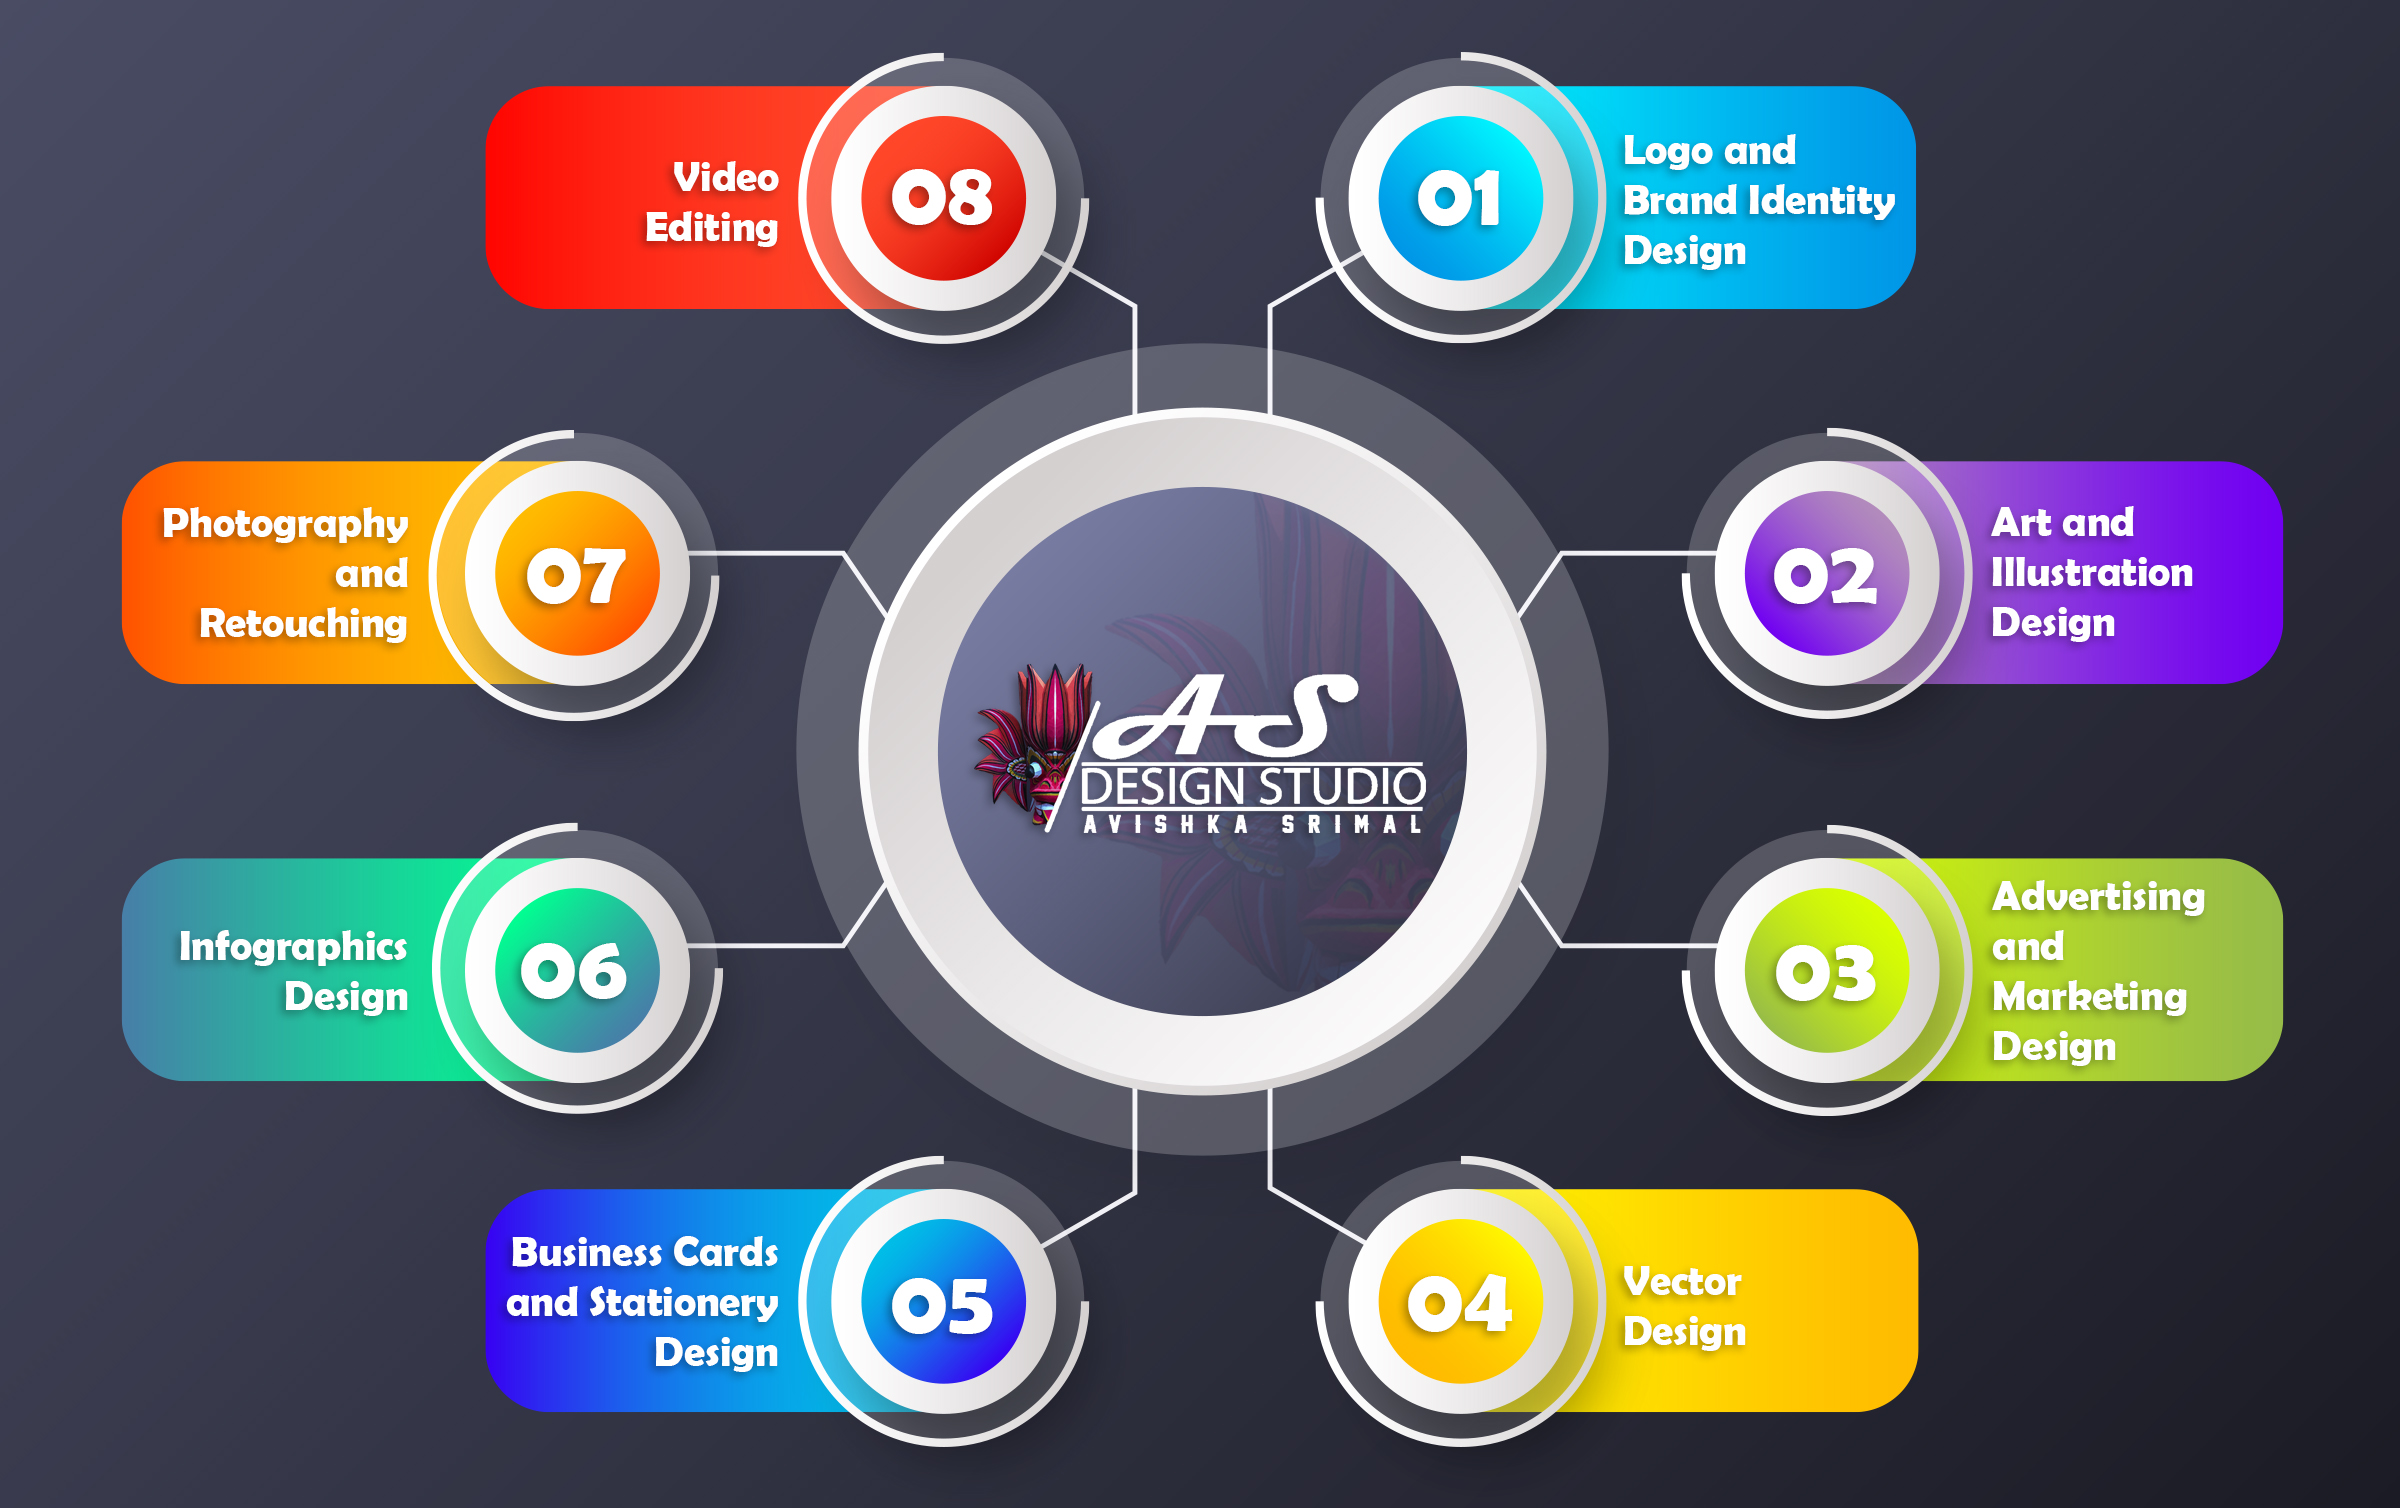 AS
DESIGN STUDIO
AVISHKA SRIMAL
01
Logo and
Brand Identity
Design
02
Art and
Illustration
Design
03
Advertising
and
Marketing
Design
04
Vector
Design
05
Business Cards
and Stationery
Design
06
Infographics
Design
07
Photography
and
Retouching
08
Video
Editing